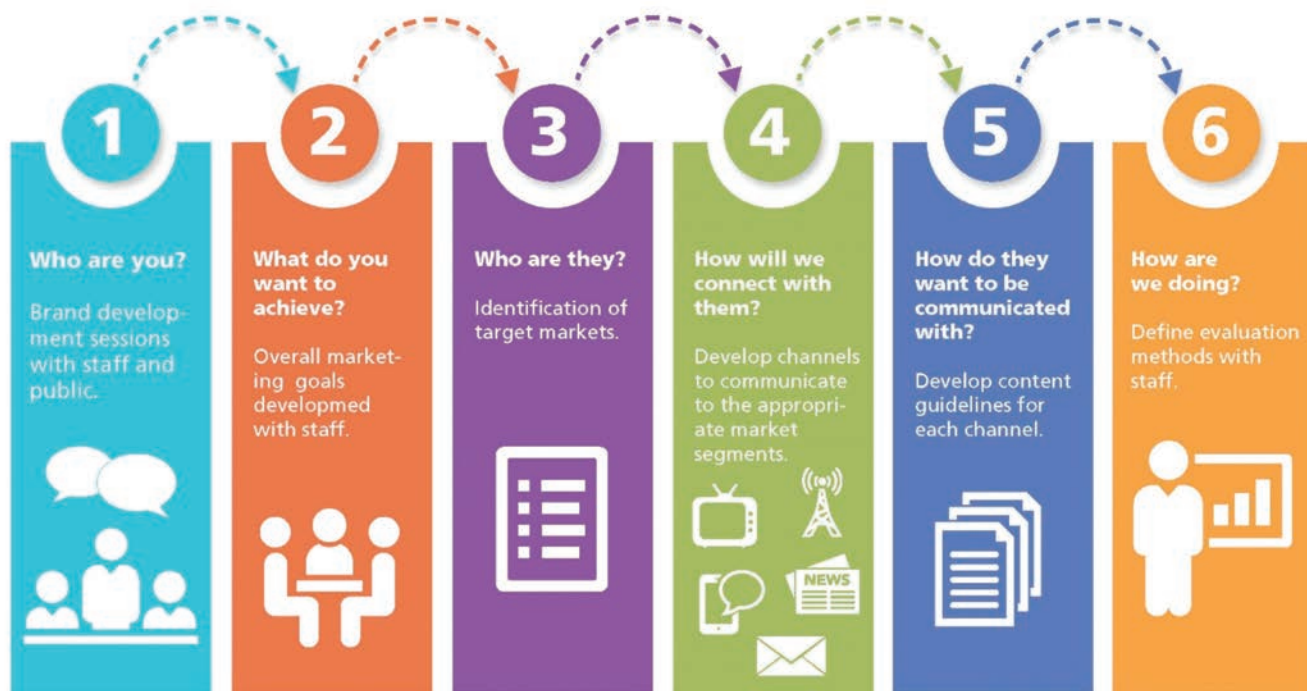 1
Who are you?
Brand develop-
ment sessions
with staff and
public.
2
What do you
want to
achieve?
Overall market-
ing goals
developmed
with staff.
3
Who are they?
Identification of
target markets.
4
How will we
connect with
them?
Develop channels
to communicate
to the appropri-
ate market
segments.
NEWS
5
How do they
want to be
communicated
with?
Develop content
guidelines for
each channel.
6
How are
we doing?
Define evaluation
methods with
staff.